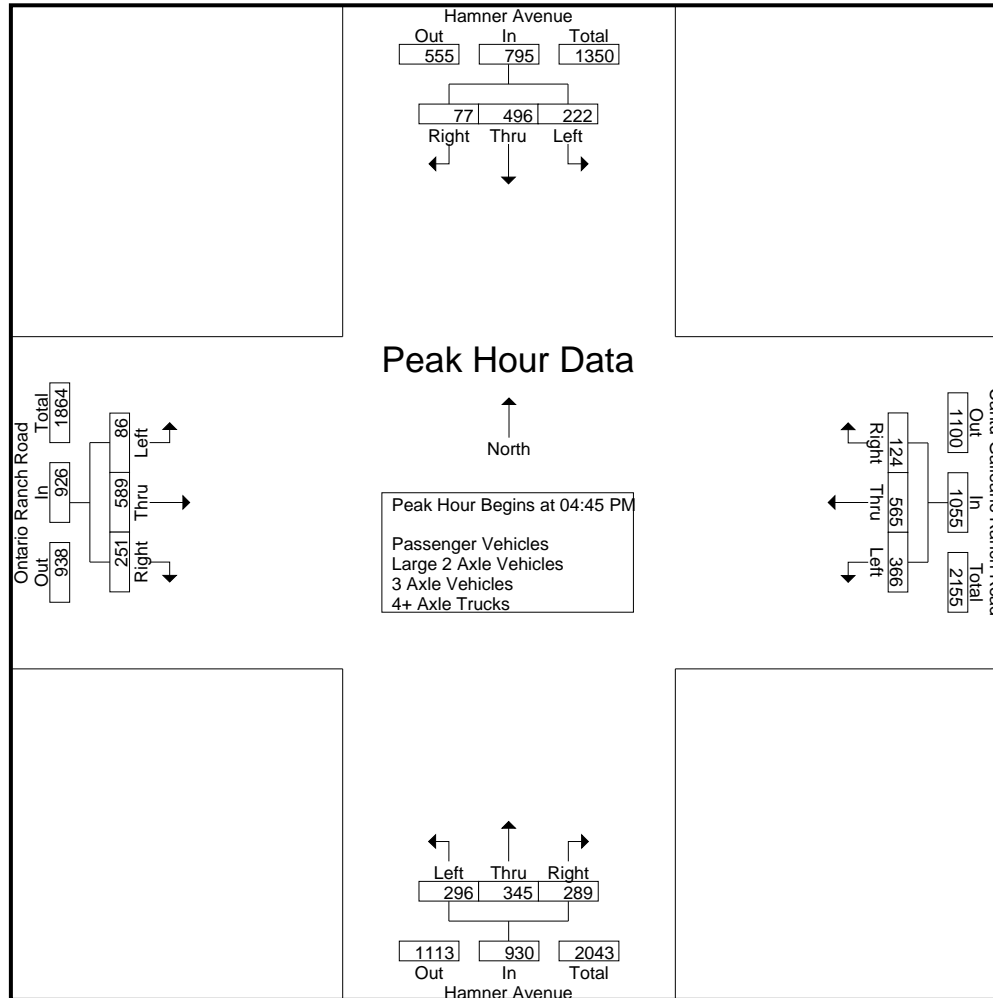 Hamner Avenue
Out In Total
555 795 1350
77 496 222
Right Thru Left
Peak Hour Data
North
Peak Hour Begins at 04:45 PM
Passenger Vehicles
Large 2 Axle Vehicles
3 Axle Vehicles
4+ Axle Trucks
Ontario Ranch Road
Out In Total
938 926 1864
251 589 86
Right Thru Left
Ranch Road
Out In Total
1100 1055 2155
124 565 366
Right Thru Left
Left Thru Right
296 345 289
1113 930 2043
Out In Total
Hamner Avenue